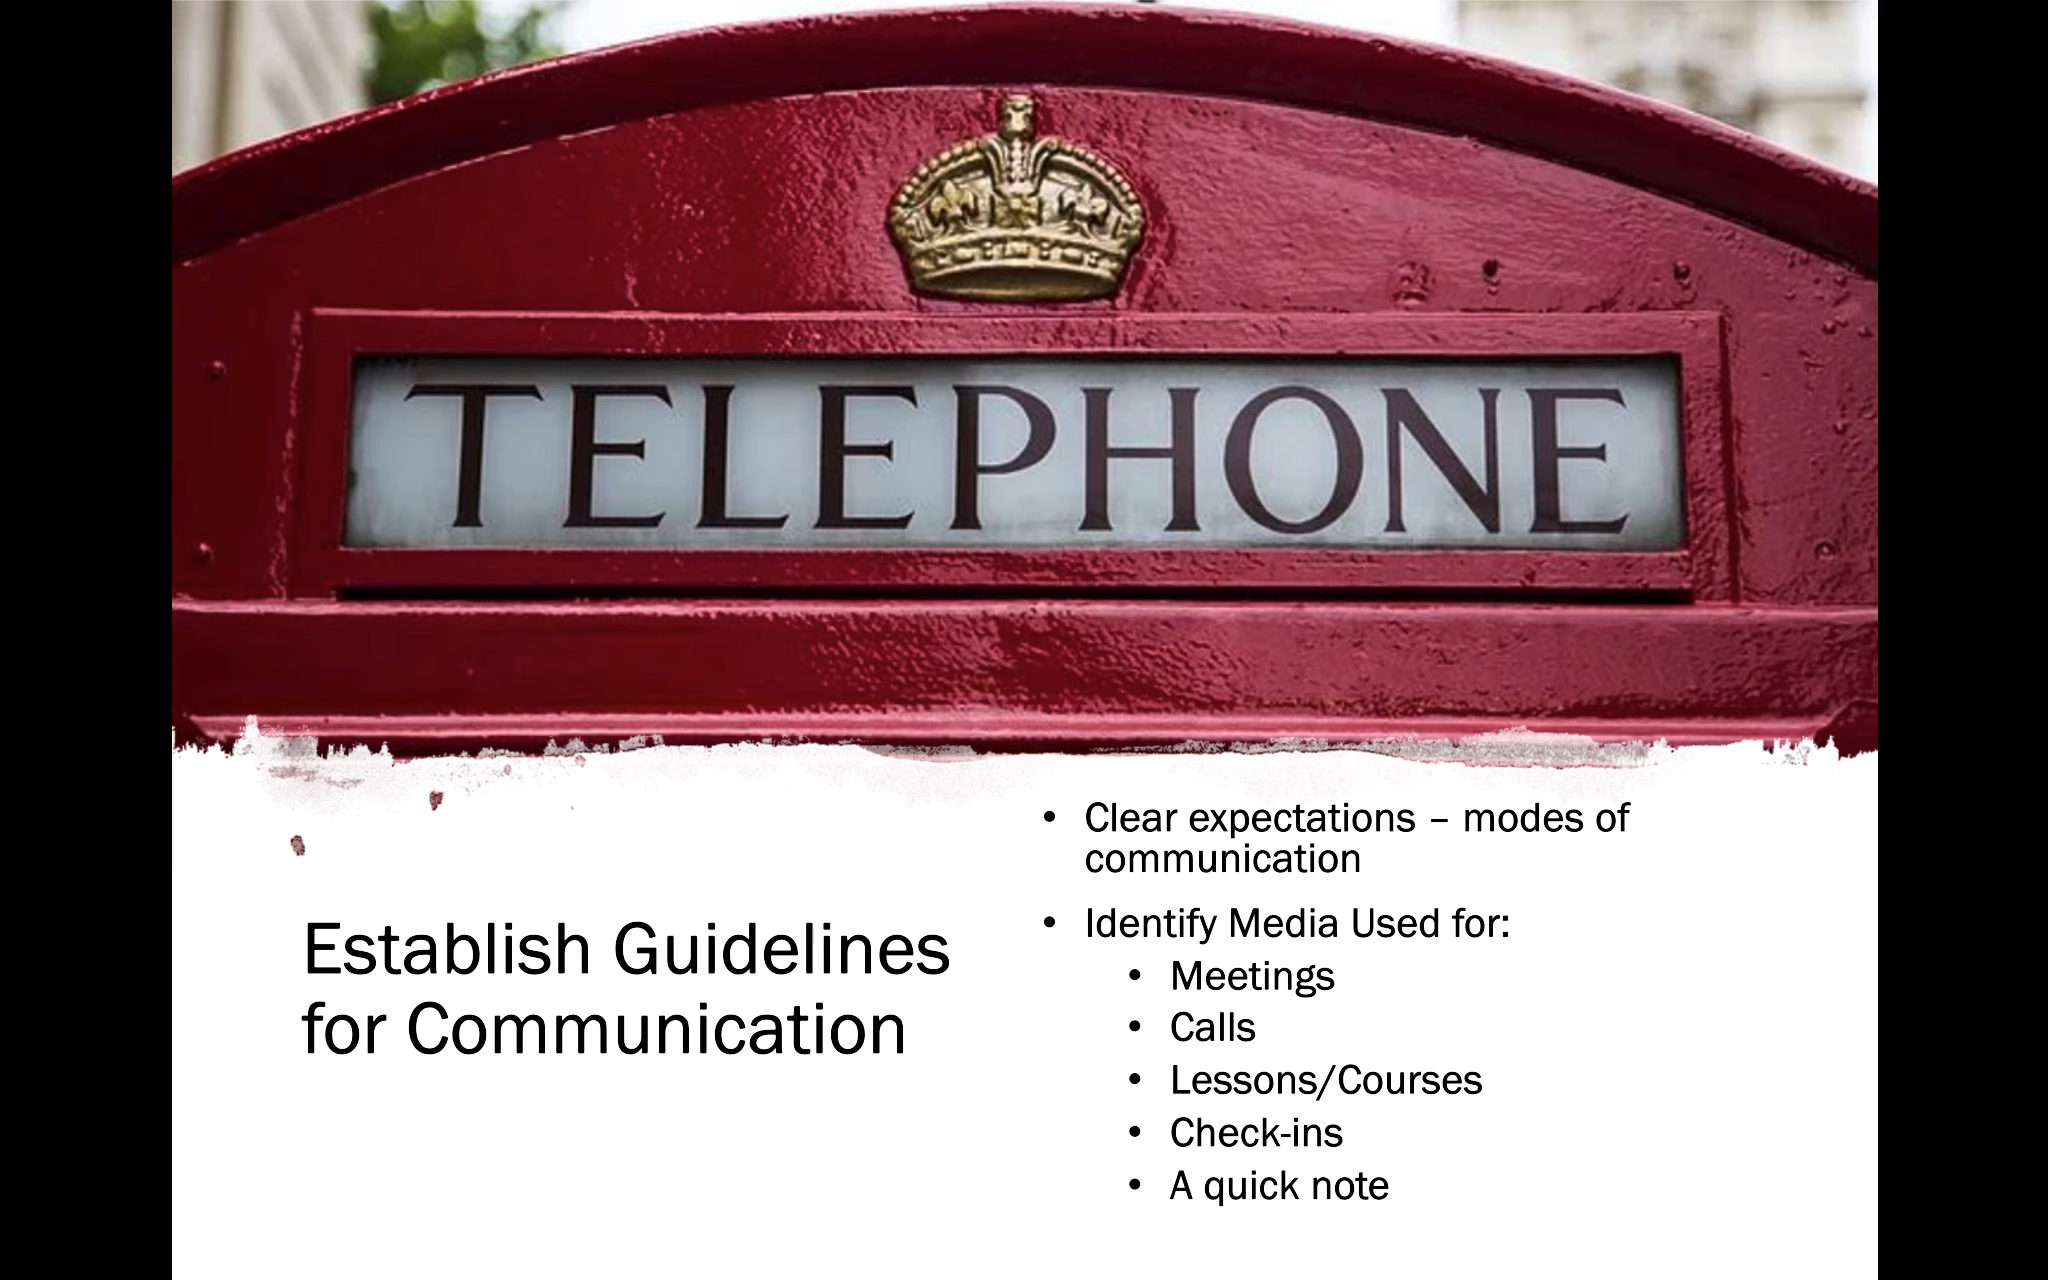 TELEPHONE
Establish Guidelines
for Communication
• Clear expectations – modes of
communication
• Identify Media Used for:
• Meetings
• Calls
• Lessons/Courses
• Check-ins
• A quick note